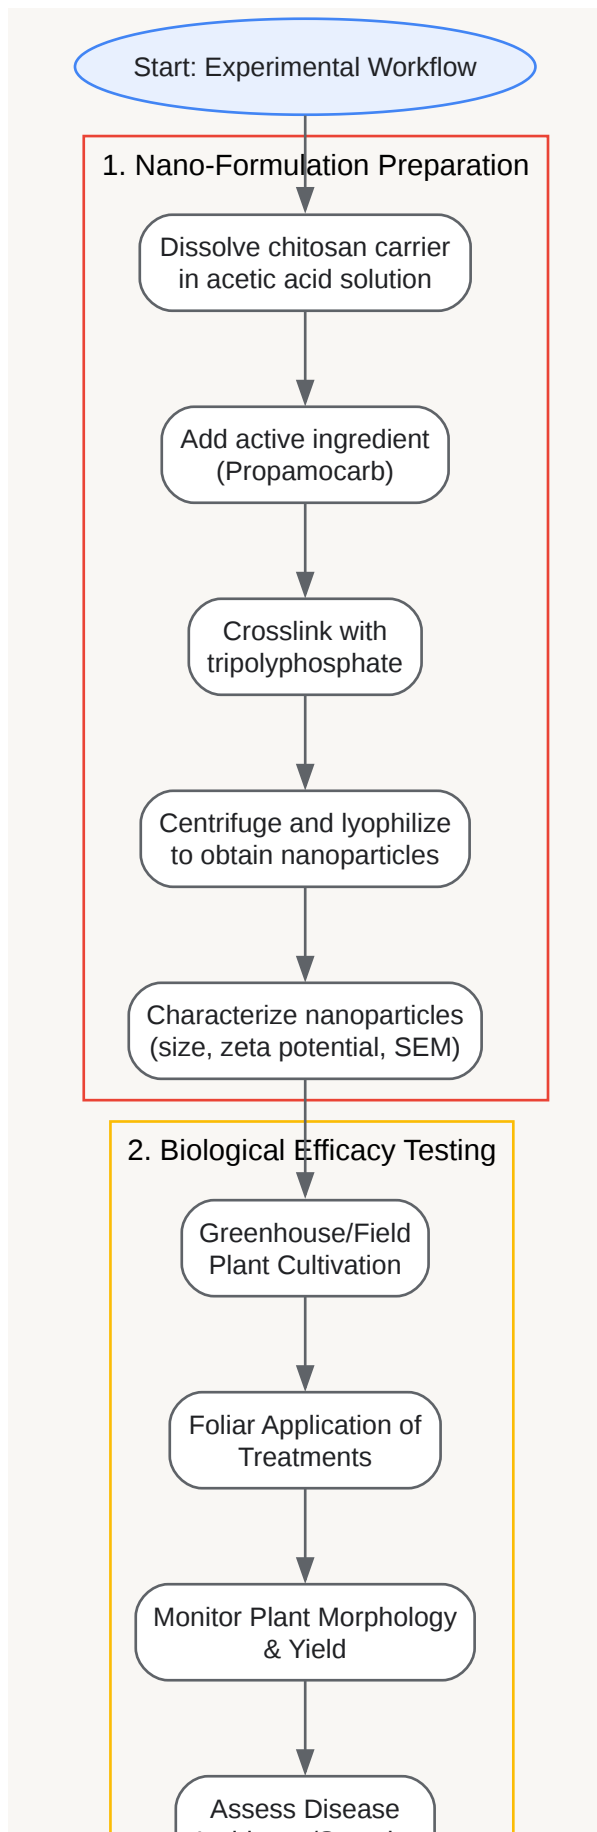 Start: Experimental Workflow
1. Nano-Formulation Preparation
Dissolve chitosan carrier
in acetic acid solution
Add active ingredient
(Propamocarb)
Crosslink with
tripolyphosphate
Centrifuge and lyophilize
to obtain nanoparticles
Characterize nanoparticles
(size, zeta potential, SEM)
2. Biological Efficacy Testing
Greenhouse/Field
Plant Cultivation
Foliar Application of
Treatments
Monitor Plant Morphology
& Yield
Assess Disease